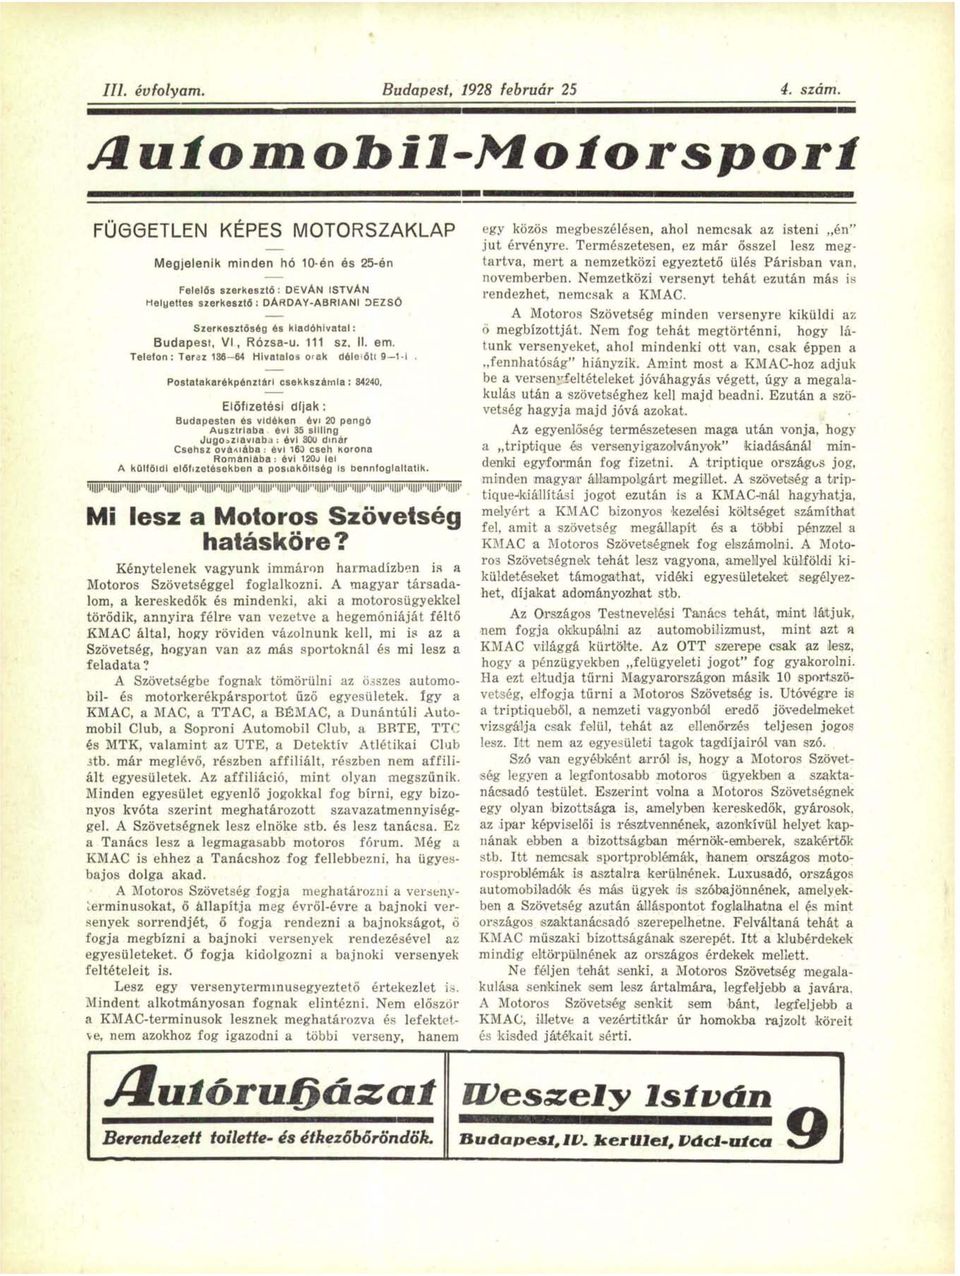 III. évfolyam. Budapest, 1928 február 25 4. szám.
Automobil-Motorsport
FÜGGETLEN KÉPES MOTORSZAKLAP
Megjelenik minden hó 10-én és 25-én
Felelős szerkesztő: DEVÁN ISTVÁN
Helyettes szerkesztő: DÁRDAY-ABRIANI DEZSŐ
Szerkesztőség és kiadóhivatal:
Budapest, VI., Rózsa-u. 111 sz. II. em.
Telefon: Teréz 136—64 Hivatalos órák délelőtt 9—1-i
Postatakarékpénztári csekkszámla: 84240.
Előfizetési díjak:
Budapesten és vidéken évi 20 pengő
Ausztriába évi 35 silling
Jugoszláviába: évi 300 dinár
Csehszlovákiába: évi 160 cseh korona
Romániába: évi 1200 lei
A külföldi előfizetésekben a postaköltség is bennfoglaltatik.
Mi lesz a Motoros Szövetség
hatásköre?
Kénytelenek vagyunk immáron harmadízben is a
Motoros Szövetséggel foglalkozni. A magyar társada-
lom, a kereskedők és mindenki, aki a motorosügyekkel
törődik, annyira félre van vezetve a hegemóniáját féltő
KMAC által, hogy röviden vázolnunk kell, mi is az a
Szövetség, hogyan van az más sportoknál és mi lesz a
feladata?
A Szövetségbe fognak tömörülni az összes automo-
bil- és motorkerékpársportot űző egyesületek. Így a
KMAC, a MAC, a TTAC, a BÉMAC, a Dunántúli Auto-
mobil Club, a Soproni Automobil Club, a BBTE, TTC
és MTK, valamint az UTE, a Detektív Atlétikai Club
stb. már meglévő, részben affiliált, részben nem affili-
ált egyesületek. Az affiliáció, mint olyan megszűnik.
Minden egyesület egyenlő jogokkal fog bírni, egy bizo-
nyos kvóta szerint meghatározott szavazatmennyiség-
gel. A Szövetségnek lesz elnöke stb. és lesz tanácsa. Ez
a Tanács lesz a legmagasabb motoros fórum. Még a
KMAC is ehhez a Tanácshoz fog fellebbezni, ha ügyes-
bajos dolga akad.
A Motoros Szövetség fogja meghatározni a verseny-
terminusokat, ő állapítja meg évről-évre a bajnoki ver-
senyek sorrendjét, ő fogja rendezni a bajnokságot, ő
fogja megbízni a bajnoki versenyek rendezésével az
egyesületeket. Ő fogja kidolgozni a bajnoki versenyek
feltételeit is.
Lesz egy versenyterminusegyeztető értekezlet is.
Mindent alkotmányosan fognak elintézni. Nem először
a KMAC-terminusok lesznek meghatározva és lefektet-
ve, nem azokhoz fog igazodni a többi verseny, hanem
egy közös megbeszélésen, ahol nemcsak az isteni „én”
jut érvényre. Természetesen, ez már ősszel lesz meg-
tartva, mert a nemzetközi egyeztető ülés Párisban van,
novemberben. Nemzetközi versenyt tehát ezután más is
rendezhet, nemcsak a KMAC.
A Motoros Szövetség minden versenyre kiküldi az
ő megbízottját. Nem fog tehát megtörténni, hogy lá-
tunk versenyeket, ahol mindenki ott van, csak éppen a
„fennhatóság” hiányzik. Amint most a KMAC-hoz adjuk
be a versenyfeltételeket jóváhagyás végett, úgy a megala-
kulás után a szövetséghez kell majd beadni. Ezután a szö-
vetség hagyja majd jóvá azokat.
Az egyenlőség természetesen maga után vonja, hogy
a „triptique és versenyigazolványok” kiadásánál min-
denki egyformán fog fizetni. A triptique országos jog,
minden magyar állampolgárt megillet. A szövetség a trip-
tique-kiállítási jogot ezután is a KMAC-nál hagyhatja,
melyért a KMAC bizonyos kezelési költséget számíthat
fel, amit a szövetség megállapít és a többi pénzzel a
KMAC a Motoros Szövetségnek fog elszámolni. A Moto-
ros Szövetségnek tehát lesz vagyona, amellyel külföldi ki-
küldetéseket támogathat, vidéki egyesületeket segélyez-
het, díjakat adományozhat stb.
Az Országos Testnevelési Tanács tehát, mint látjuk,
nem fogja okkupálni az automobilizmust, mint azt a
KMAC világgá kürtölte. Az OTT szerepe csak az lesz,
hogy a pénzügyekben „felügyeleti jogot” fog gyakorolni.
Ha ezt eltudja tűrni Magyarországon másik 10 sportszö-
vetség, elfogja tűrni a Motoros Szövetség is. Utóvégre is
a triptiqueből, a nemzeti vagyonból eredő jövedelmeket
vizsgálja csak felül, tehát az ellenőrzés teljesen jogos
lesz. Itt nem az egyesületi tagok tagdíjairól van szó.
Szó van egyébként arról is, hogy a Motoros Szövet-
ség legyen a legfontosabb motoros ügyekben a szakta-
nácsadó testület. Eszerint volna a Motoros Szövetségnek
egy olyan bizottsága is, amelyben kereskedők, gyárosok,
az ipar képviselői is résztvennének, azonkívül helyet kap-
nának ebben a bizottságban mérnök-emberek, szakértők
stb. Itt nemcsak sportproblémák, hanem országos moto-
rosproblémák is asztalra kerülnének. Luxusadó, országos
automobiladók és más ügyek is szóbajönnének, amelyek-
ben a Szövetség azután álláspontot foglalhatna el és mint
országos szaktanácsadó szerepelhetne. Felváltaná tehát a
KMAC műszaki bizottságának szerepét. Itt a klubérdekek
mindig eltörpülnének az országos érdekek mellett.
Ne féljen tehát senki, a Motoros Szövetség megala-
kulása senkinek sem lesz ártalmára, legfeljebb a javára.
A Motoros Szövetség senkit sem bánt, legfeljebb a
KMAC, illetve a vezértitkár úr homokba rajzolt köreit
és kisded játékait sérti.
Autóruházat
Berendezett toilette- és étkezőbőröndök.
Weszely István
Budapest, IV. kerület, Váci-utca 9